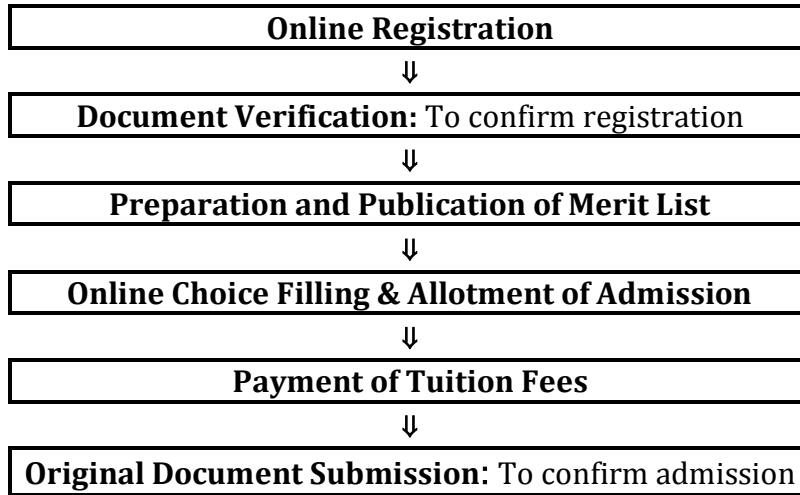 Online Registration
⇓
Document Verification: To confirm registration
⇓
Preparation and Publication of Merit List
⇓
Online Choice Filling & Allotment of Admission
⇓
Payment of Tuition Fees
⇓
Original Document Submission: To confirm admission